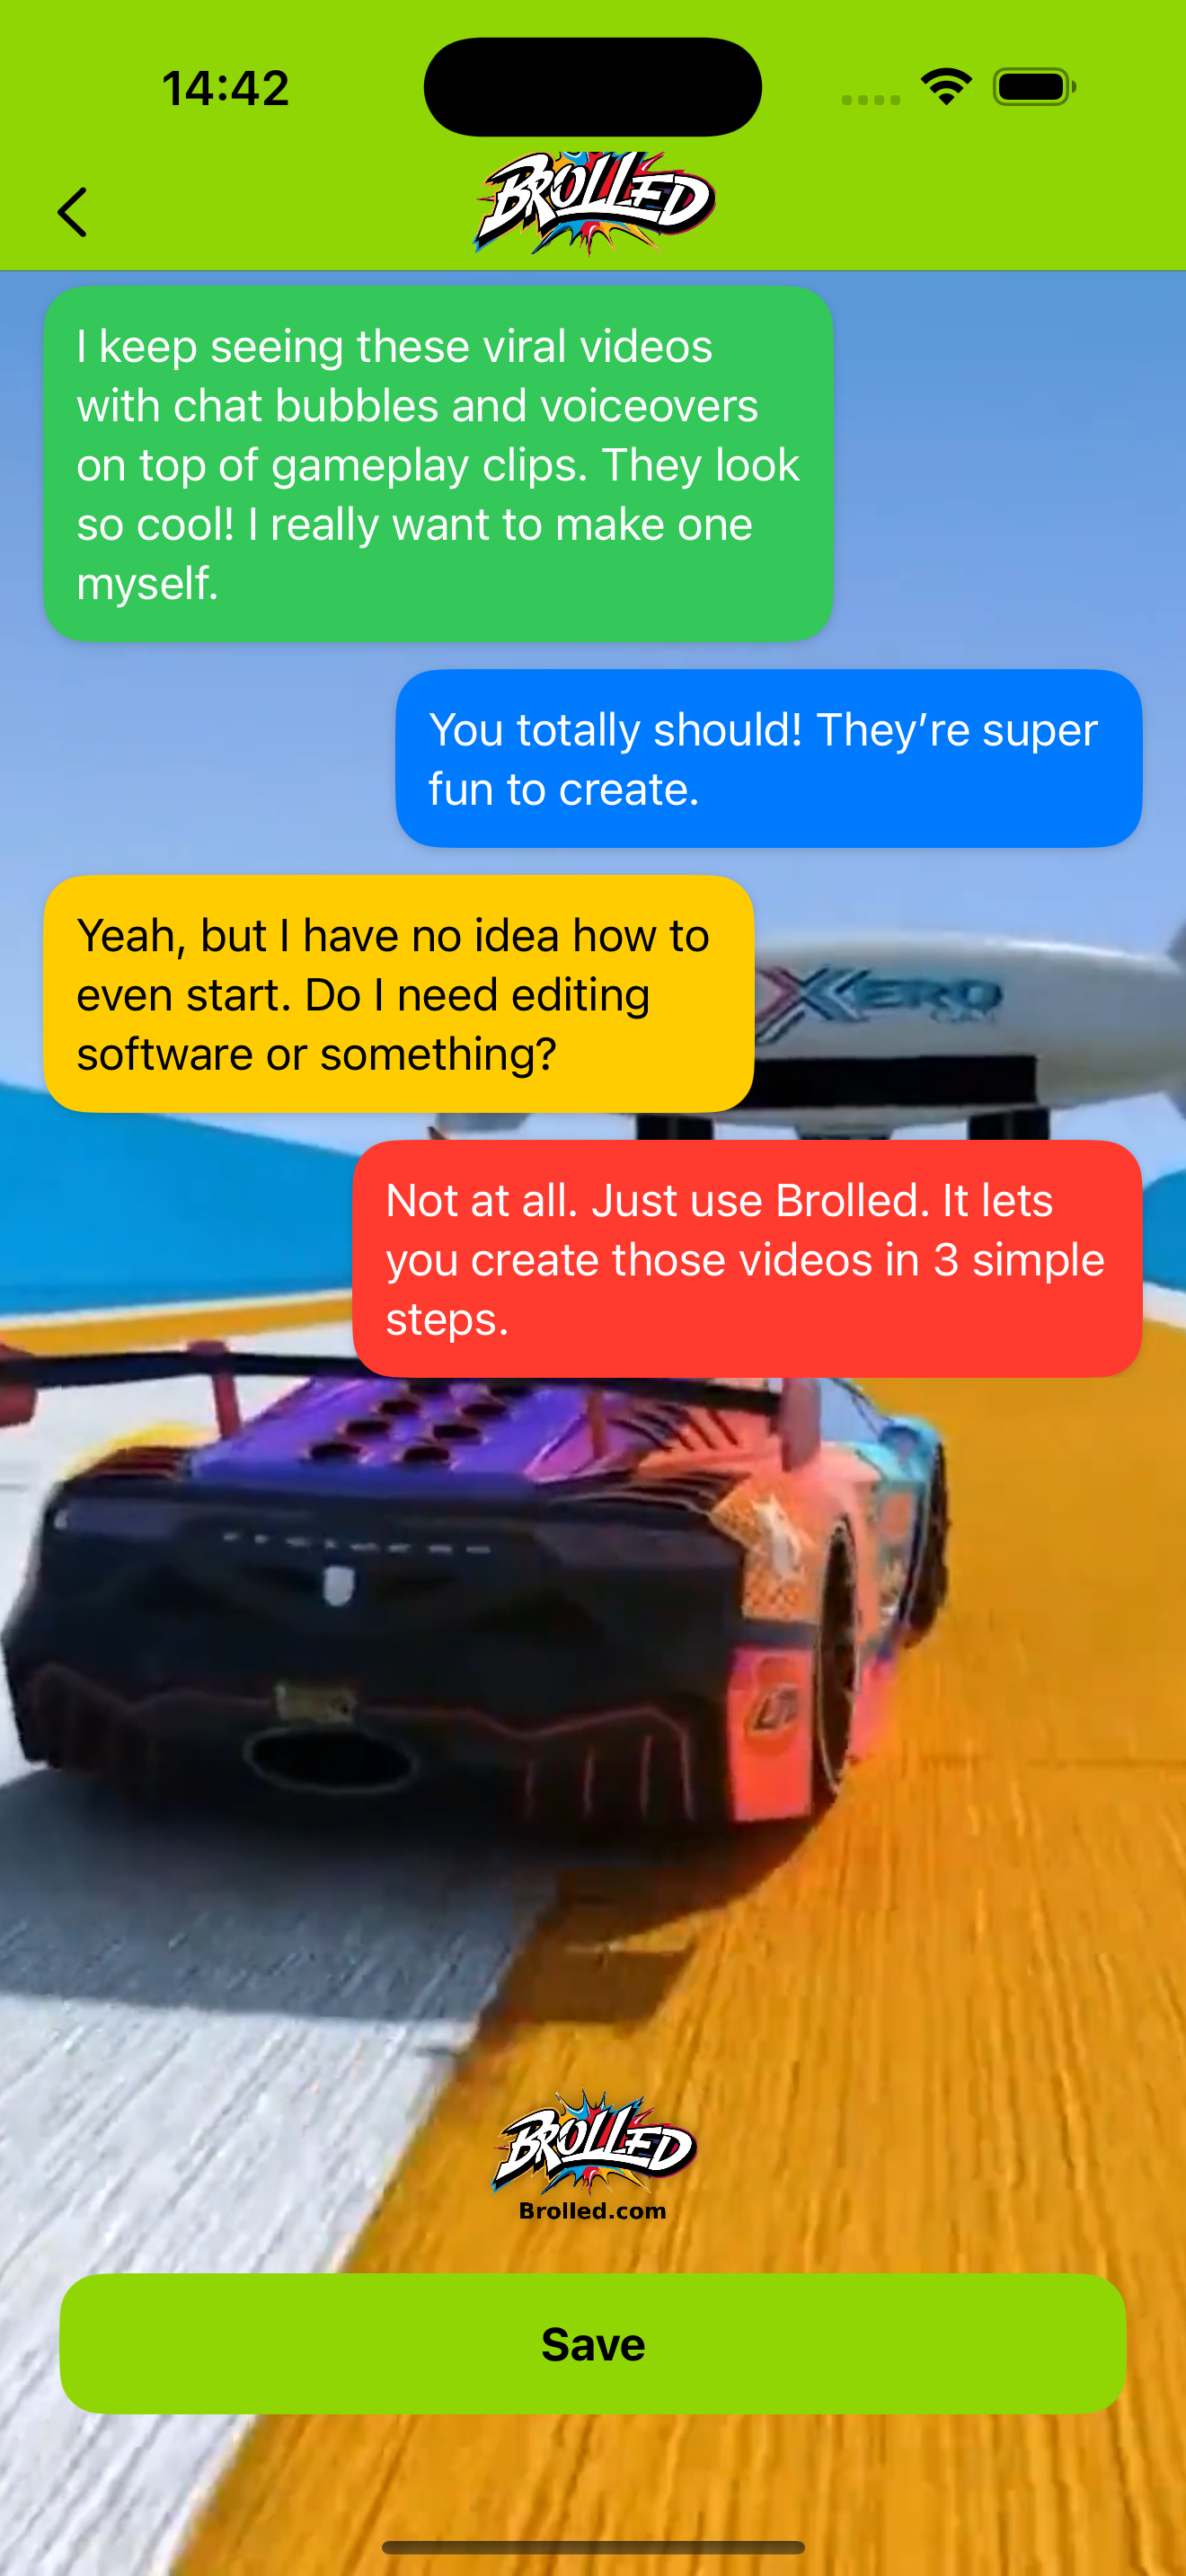 14:42
BROLLED
I keep seeing these viral videos
with chat bubbles and voiceovers
on top of gameplay clips. They look
so cool! I really want to make one
myself.
You totally should! They’re super
fun to create.
Yeah, but I have no idea how to
even start. Do I need editing
software or something?
XERO
Not at all. Just use Brolled. It lets
you create those videos in 3 simple
steps.
BROLLED
Brolled.com
Save